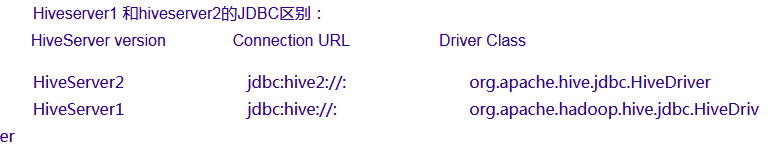 Hiveserver1 和hiveserver2的JDBC区别：
HiveServer version Connection URL Driver Class
HiveServer2 jdbc:hive2://: org.apache.hive.jdbc.HiveDriver
HiveServer1 jdbc:hive://: org.apache.hadoop.hive.jdbc.HiveDriv
er